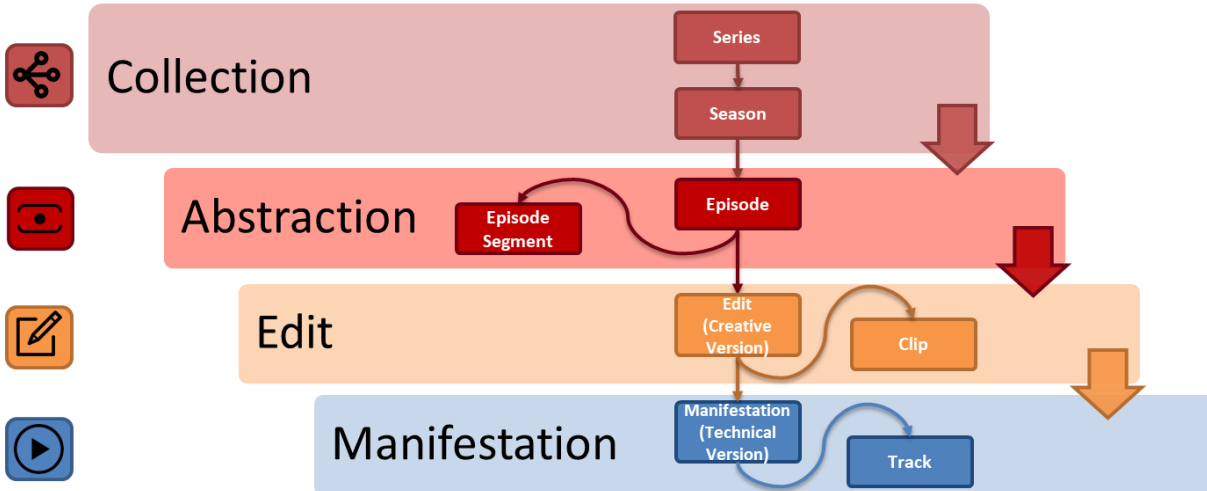 Collection
Series
Season
Abstraction
Episode
Segment
Episode
Edit
Edit
(Creative
Version)
Clip
Manifestation
Manifestation
(Technical
Version)
Track